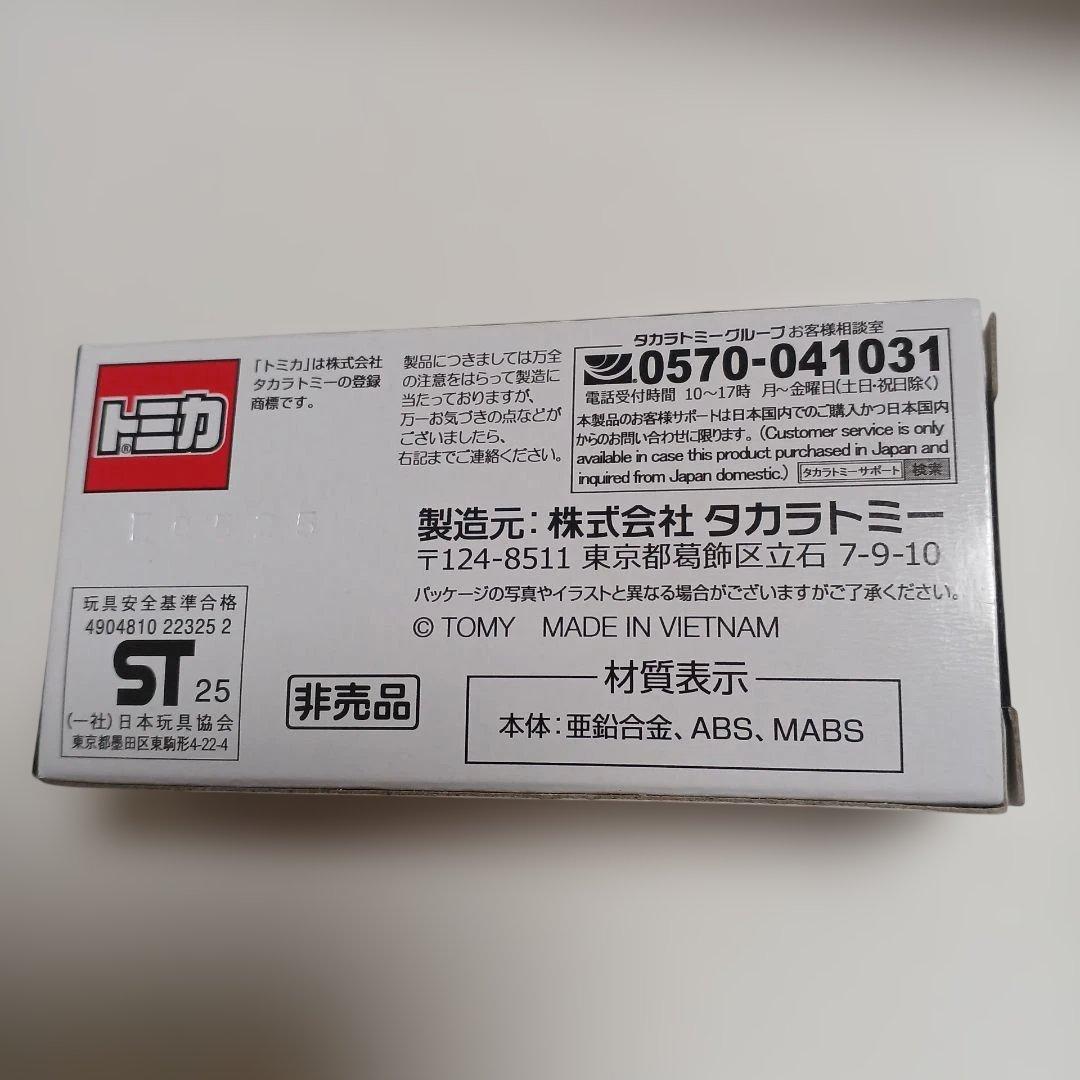 トミカ®
「トミカ」は株式会社
タカラトミーの登録
商標です。
製品につきましては万全
の注意をはらって製造に
当たっておりますが、
万一お気づきの点などが
ございましたら、
右記までご連絡ください。
タカラトミーグループ お客様相談室
0570-041031
電話受付時間 10〜17時 月〜金曜日(土日・祝日除く)
本製品のお客様サポートは日本国内でのご購入かつ日本国内
からのお問い合わせに限ります。(Customer service is only
available in case this product purchased in Japan and
inquired from Japan domestic.) タカラトミーサポート 検索
製造元:株式会社 タカラトミー
〒124-8511 東京都葛飾区立石 7-9-10
パッケージの写真やイラストと異なる場合がございますがご了承ください。
© TOMY MADE IN VIETNAM
玩具安全基準合格
4904810 22325 2
ST 25
(一社)日本玩具協会
東京都墨田区東駒形4-22-4
非売品
材質表示
本体:亜鉛合金、ABS、MABS